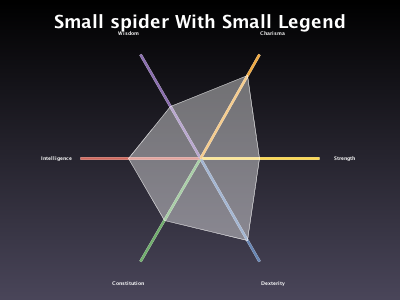 Small spider With Small Legend
Wisdom
Charisma
Intelligence
Strength
Constitution
Dexterity